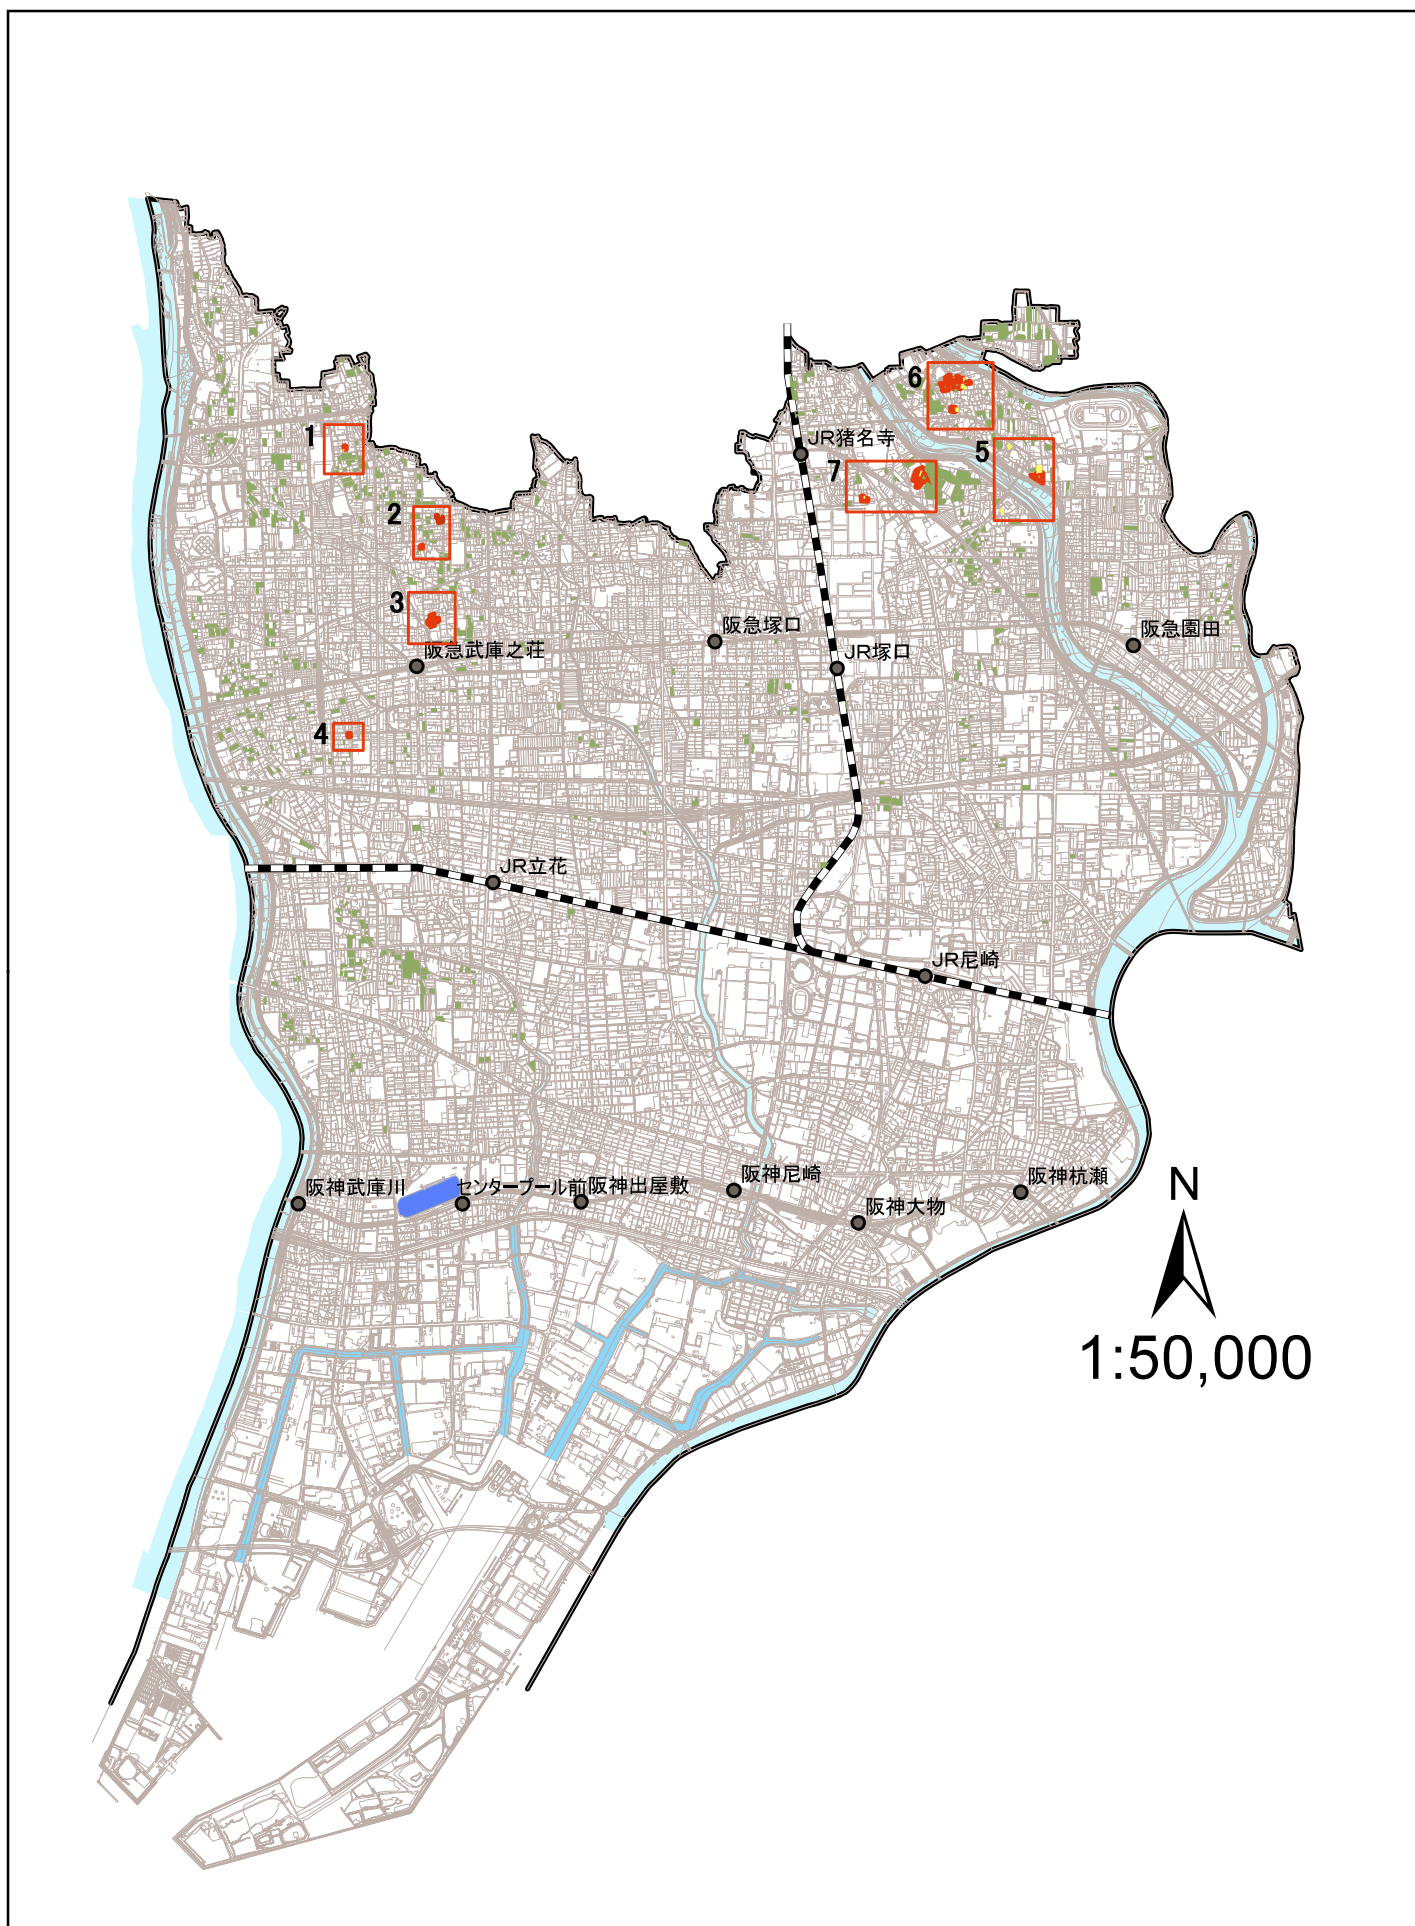 6
1
JR猪名寺
5
7
2
3
阪急塚口
阪急園田
阪急武庫之荘
JR塚口
4
JR立花
JR尼崎
阪神武庫川
センタープール前
阪神出屋敷
阪神尼崎
阪神大物
阪神杭瀬
N
1:50,000